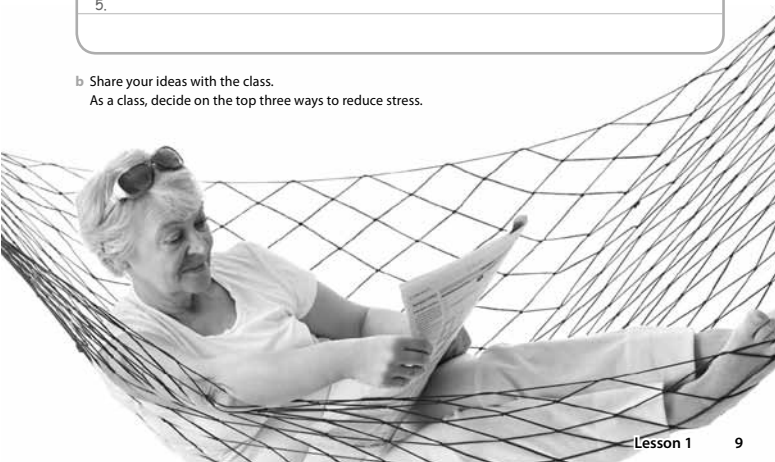 5.
b Share your ideas with the class.
As a class, decide on the top three ways to reduce stress.
Lesson 1 9